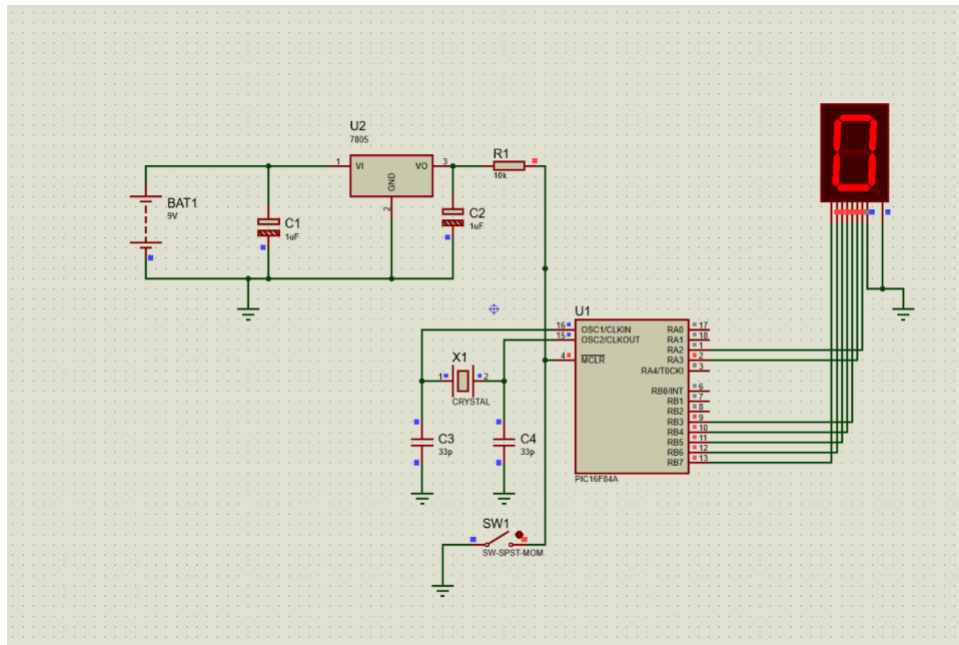 U2
7805
1
VI
VO
3
GND
2
R1
10k
BAT1
9V
C1
1uF
C2
1uF
U1
16
OSC1/CLKIN
15
OSC2/CLKOUT
4
MCLR
RA0
17
RA1
18
RA2
1
RA3
2
RA4/T0CKI
3
RB0/INT
6
RB1
7
RB2
8
RB3
9
RB4
10
RB5
11
RB6
12
RB7
13
PIC16F84A
X1
1
2
CRYSTAL
C3
33p
C4
33p
SW1
SW-SPST-MOM
0